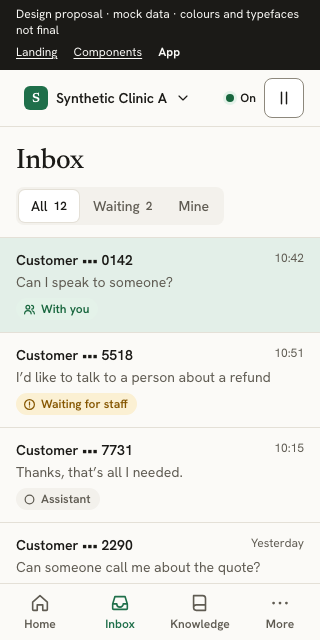 Design proposal · mock data · colours and typefaces
not final
Landing Components App
S Synthetic Clinic A On
Inbox
All 12 Waiting 2 Mine
Customer ••• 0142 10:42
Can I speak to someone?
With you
Customer ••• 5518 10:51
I’d like to talk to a person about a refund
Waiting for staff
Customer ••• 7731 10:15
Thanks, that’s all I needed.
Assistant
Customer ••• 2290 Yesterday
Can someone call me about the quote?
Home Inbox Knowledge More